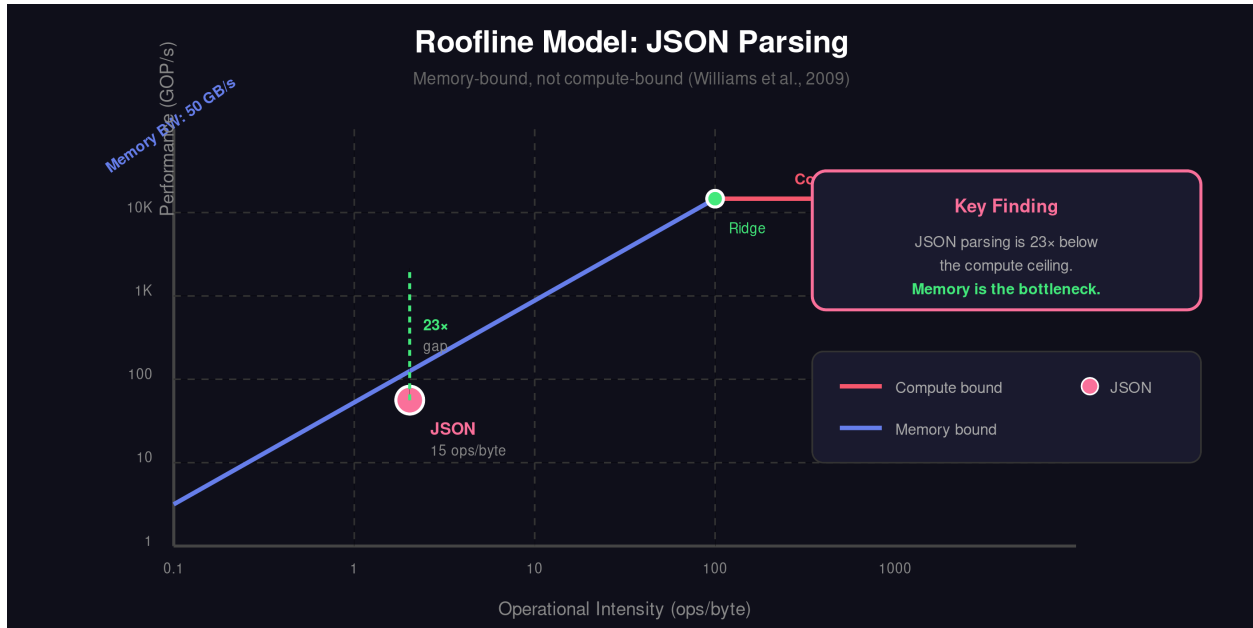 Roofline Model: JSON Parsing
Memory-bound, not compute-bound (Williams et al., 2009)
Performance (GOP/s)
Memory BW: 50 GB/s
10K
1K
100
10
1
0.1
1
10
100
1000
Operational Intensity (ops/byte)
Co
Ridge
23×
gap
JSON
15 ops/byte
Key Finding
JSON parsing is 23× below
the compute ceiling.
Memory is the bottleneck.
Compute bound
JSON
Memory bound